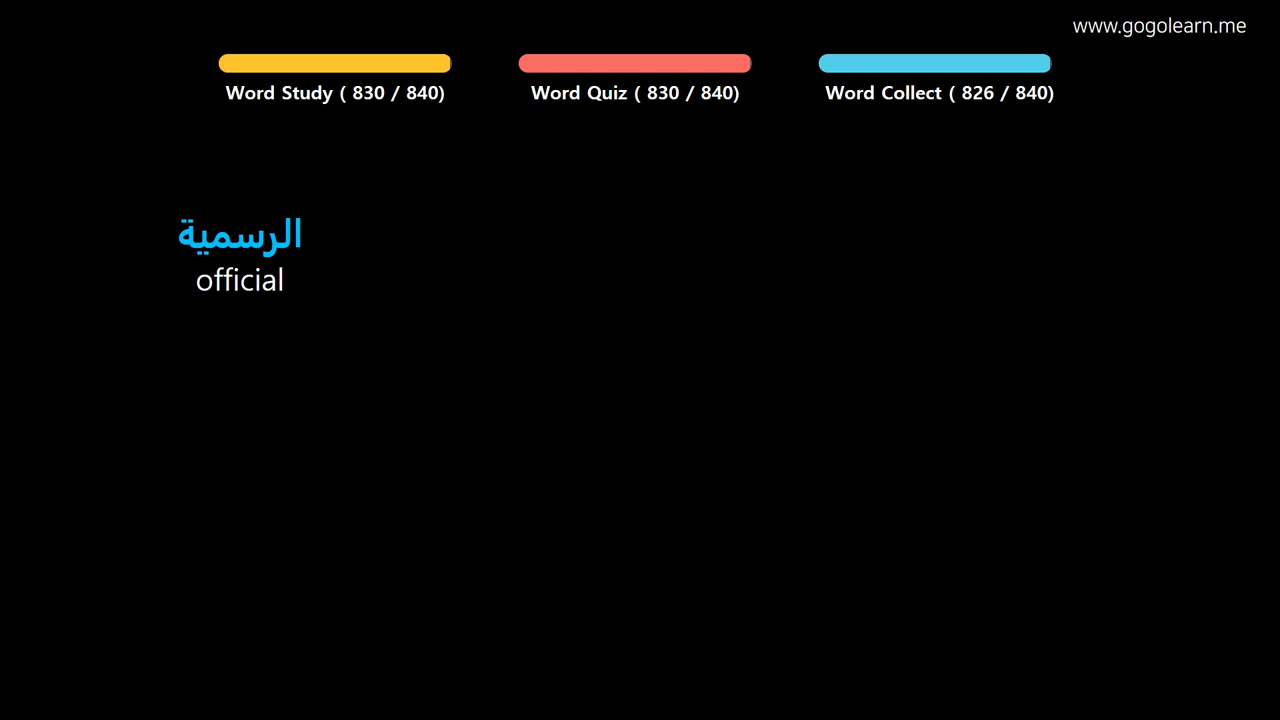 www.gogolearn.me
Word Study ( 830 / 840)
Word Quiz ( 830 / 840)
Word Collect ( 826 / 840)
الرسمية
official